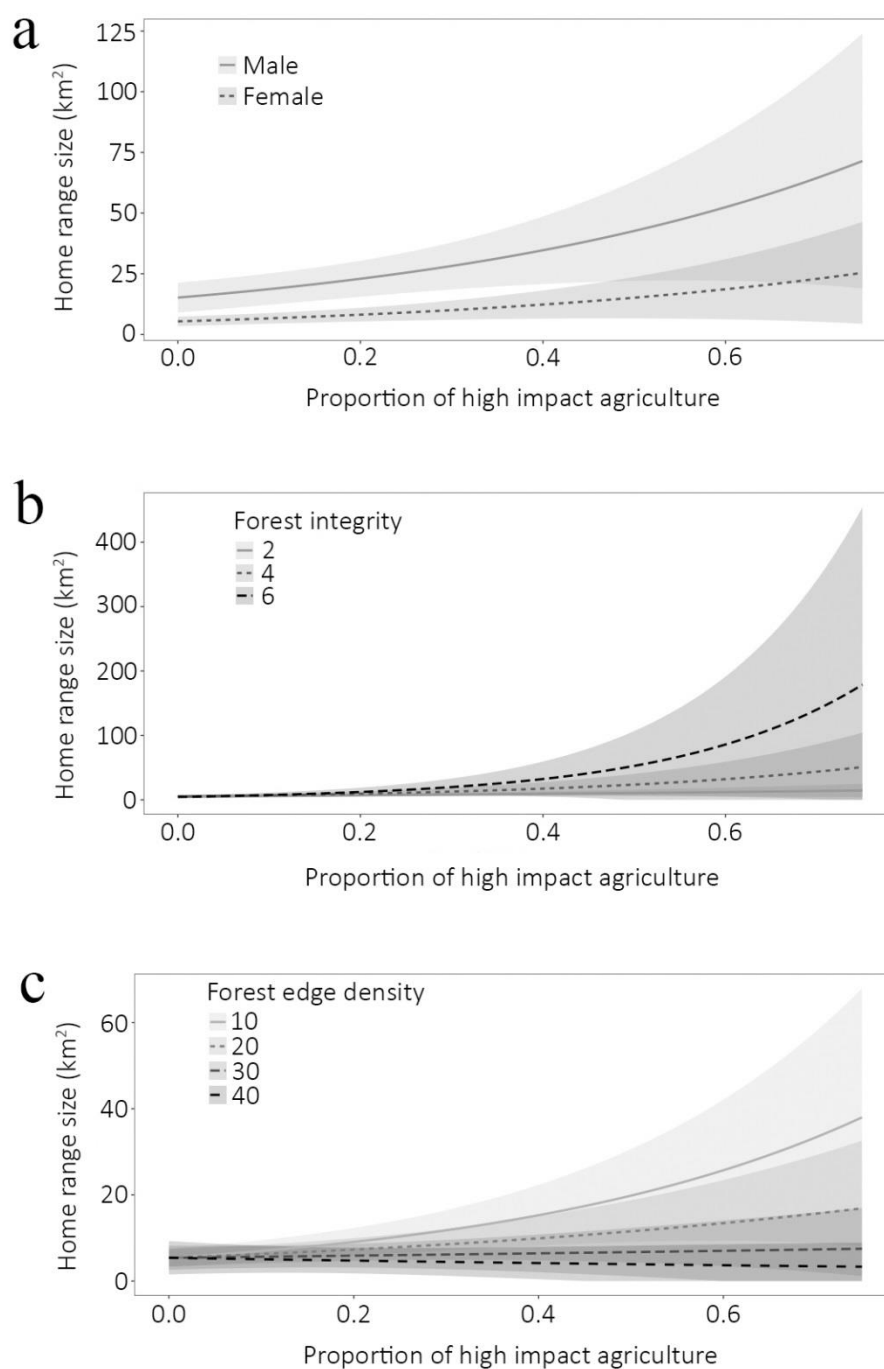 a
125
100
75
50
25
0
Home range size (km²)
Male
Female
0.0 0.2 0.4 0.6
Proportion of high impact agriculture
b
400
300
200
100
0
Home range size (km²)
Forest integrity
2
4
6
0.0 0.2 0.4 0.6
Proportion of high impact agriculture
c
60
40
20
0
Home range size (km²)
Forest edge density
10
20
30
40
0.0 0.2 0.4 0.6
Proportion of high impact agriculture